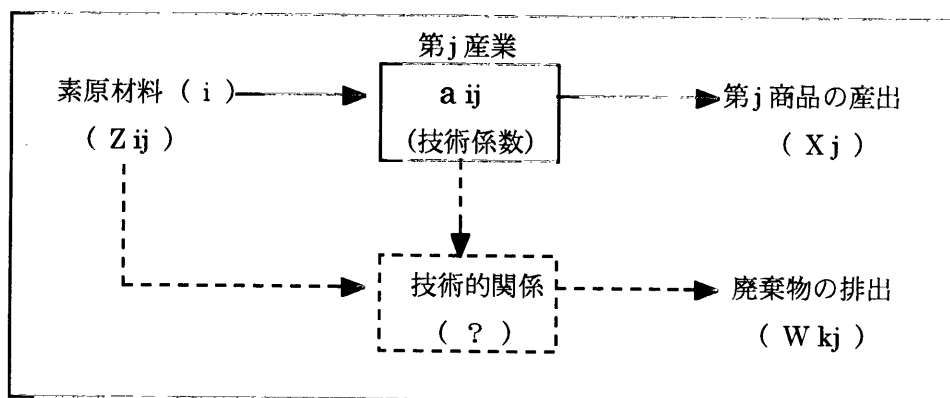 第j産業
素原材料（i）
aij
第j商品の産出
（Zij）
(技術係数)
（Xj）
技術的関係
廃棄物の排出
（？）
（Wkj）